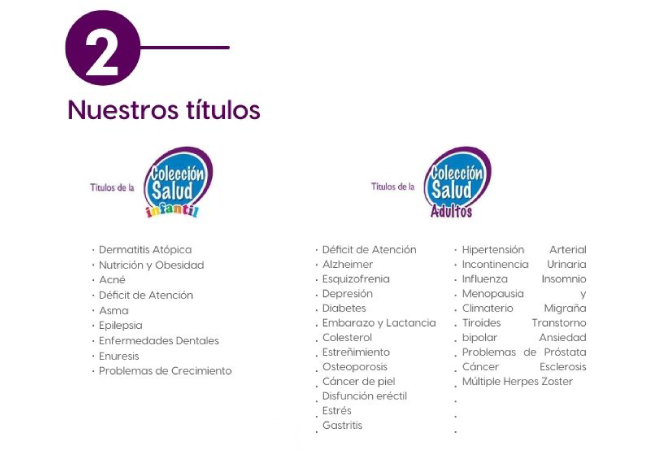 2
Nuestros títulos
Títulos de la
Colección
Salud
infantil
· Dermatitis Atópica
· Nutrición y Obesidad
· Acné
· Déficit de Atención
· Asma
· Epilepsia
· Enfermedades Dentales
· Enuresis
· Problemas de Crecimiento
Títulos de la
Colección
Salud
Adultos
· Déficit de Atención
· Alzheimer
· Esquizofrenia
· Depresión
· Diabetes
· Embarazo y Lactancia
· Colesterol
· Estreñimiento
· Osteoporosis
· Cáncer de piel
· Disfunción eréctil
· Estrés
· Gastritis
· Hipertensión Arterial
· Incontinencia Urinaria
· Influenza Insomnio
· Menopausia y
· Climaterio Migraña
· Tiroides Transtorno
· bipolar Ansiedad
· Problemas de Próstata
· Cáncer Esclerosis
· Múltiple Herpes Zoster